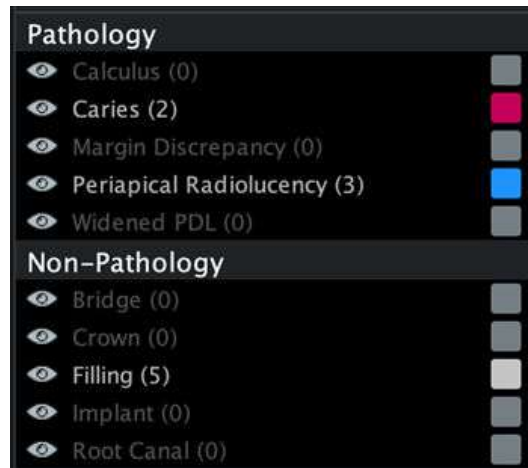 Pathology
Calculus (0)
Caries (2)
Margin Discrepancy (0)
Periapical Radiolucency (3)
Widened PDL (0)
Non-Pathology
Bridge (0)
Crown (0)
Filling (5)
Implant (0)
Root Canal (0)